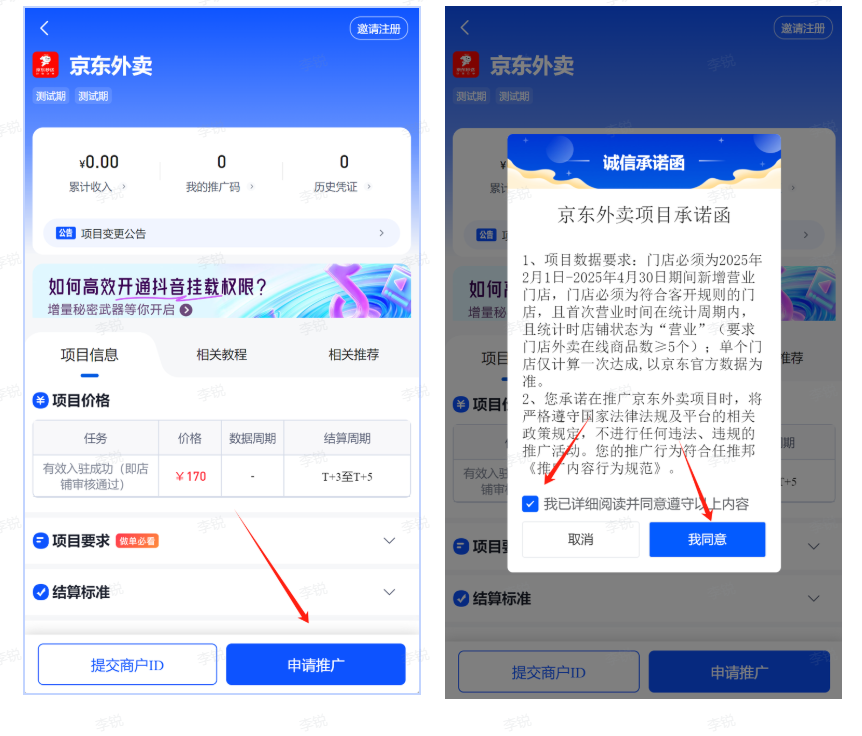 邀请注册
京东外卖
测试期 测试期
¥0.00 0 0
累计收入 我的推广码 历史凭证
公告 项目变更公告
如何高效开通抖音挂载权限?
增量秘密武器等你开启
项目信息 相关教程 相关推荐
¥ 项目价格
任务 价格 数据周期 结算周期
有效入驻成功(即店铺审核通过) ¥170 - T+3至T+5
项目要求 做单必看
结算标准
提交商户ID 申请推广
邀请注册
京东外卖
测试期 测试期
诚信承诺函
京东外卖项目承诺函
1、项目数据要求:门店必须为2025年
2月1日-2025年4月30日期间新增营业
门店,门店必须为符合客开规则的门
店,且首次营业时间在统计周期内,
且统计时店铺状态为“营业”(要求
门店外卖在线商品数≥5个);单个门
店仅计算一次达成,以京东官方数据为
准。
2、您承诺在推广京东外卖项目时,将
严格遵守国家法律法规及平台的相关
政策规定,不进行任何违法、违规的
推广活动。您的推广行为符合任推邦
《推广内容行为规范》。
我已详细阅读并同意遵守以上内容
取消 我同意
结算标准
提交商户ID 申请推广
李锐